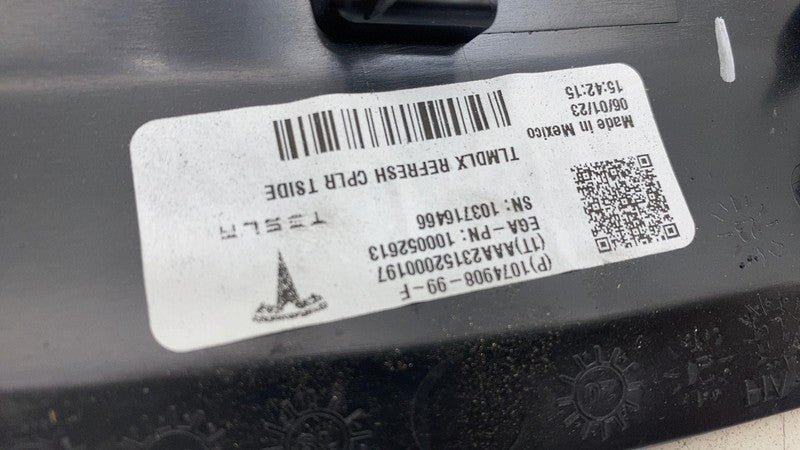 TESLA
(P)1074908-99-F
(1T)AAA23152000197
EGA-PN: 100052613
SN: 103716466
TLMDLX REFRESH CPLR TSIDE
Made in Mexico
06/01/23
15:42:15